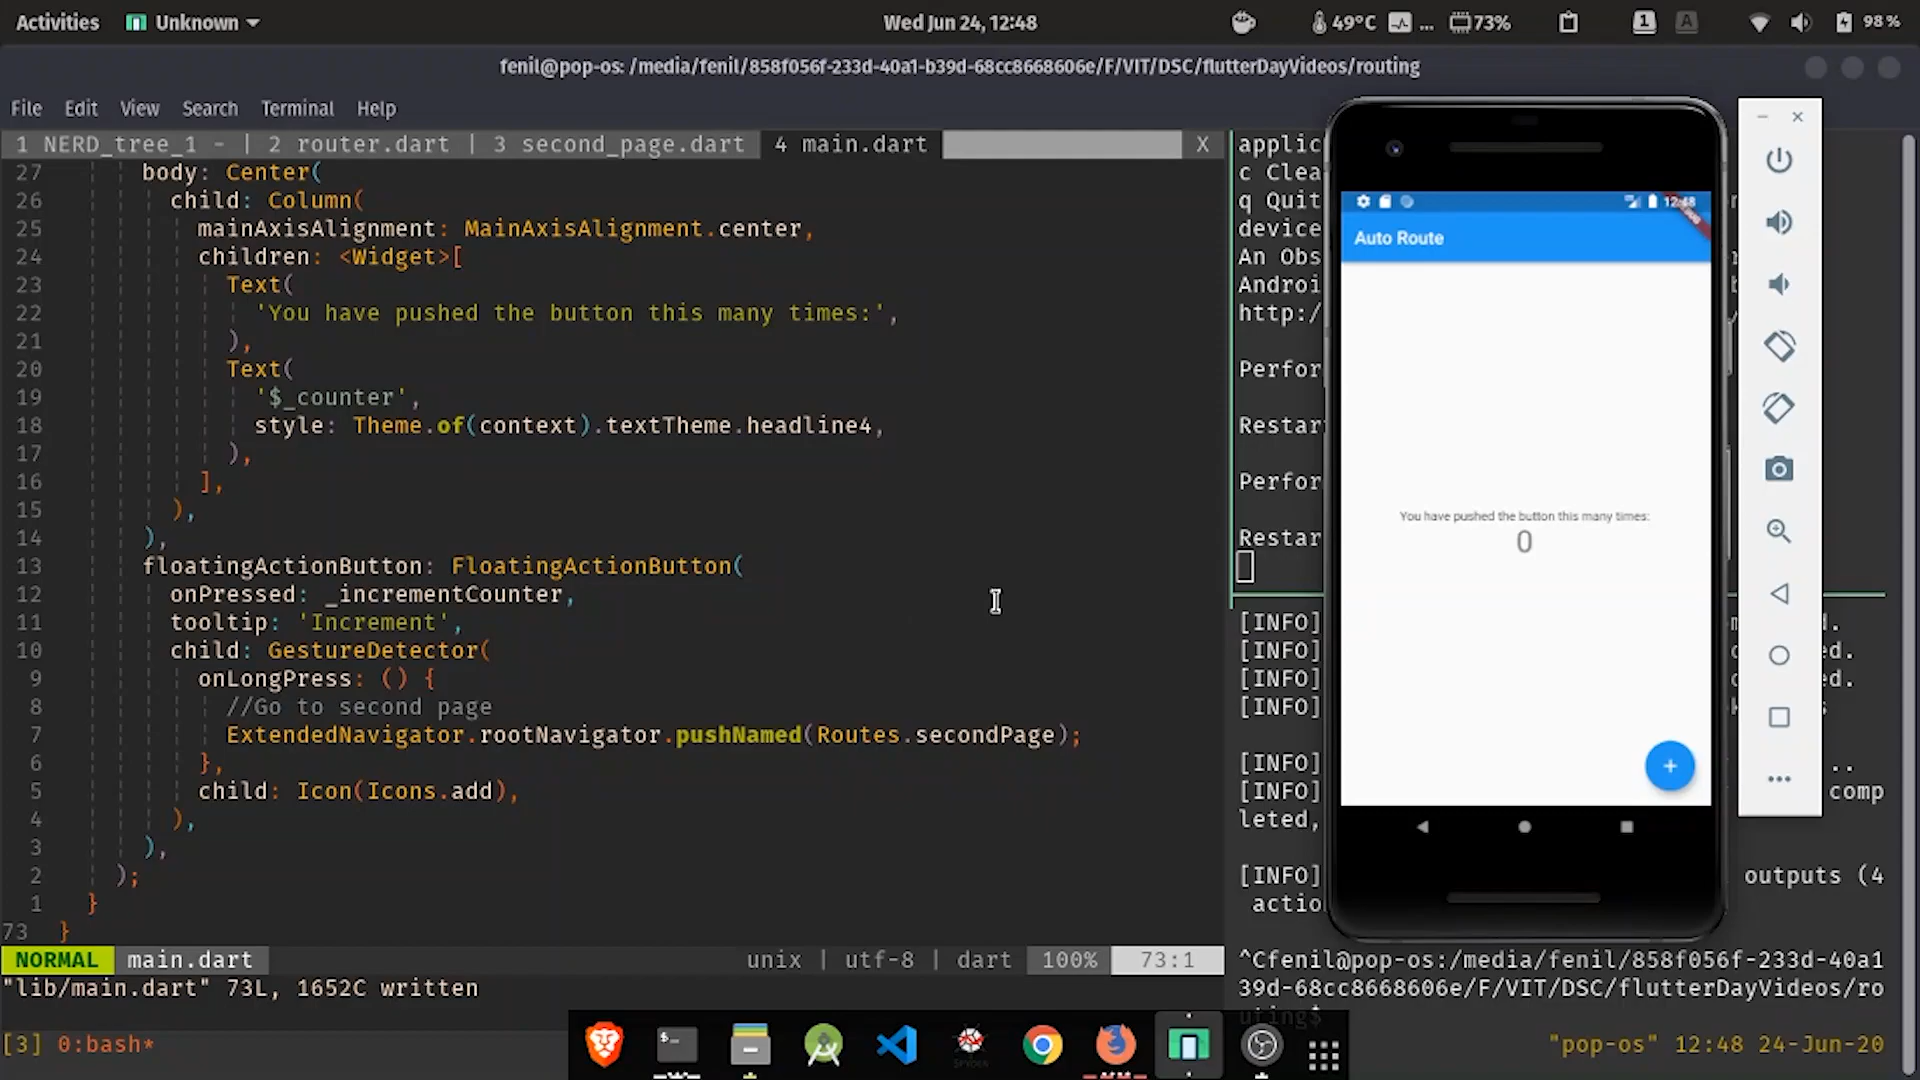 Activities Unknown Wed Jun 24, 12:48 49°C ... 73% 1 A 98 %
fenil@pop-os: /media/fenil/858f056f-233d-40a1-b39d-68cc8668606e/F/VIT/DSC/flutterDayVideos/routing
File Edit View Search Terminal Help
1 NERD_tree_1 - | 2 router.dart | 3 second_page.dart 4 main.dart X
27 body: Center(
26 child: Column(
25 mainAxisAlignment: MainAxisAlignment.center,
24 children: <Widget>[
23 Text(
22 'You have pushed the button this many times:',
21 ),
20 Text(
19 '$_counter',
18 style: Theme.of(context).textTheme.headline4,
17 ),
16 ],
15 ),
14 ),
13 floatingActionButton: FloatingActionButton(
12 onPressed: _incrementCounter,
11 tooltip: 'Increment',
10 child: GestureDetector(
9 onLongPress: () {
8 //Go to second page
7 ExtendedNavigator.rootNavigator.pushNamed(Routes.secondPage);
6 },
5 child: Icon(Icons.add),
4 ),
3 ),
2 );
1 }
73 }
NORMAL main.dart unix | utf-8 | dart 100% 73:1
"lib/main.dart" 73L, 1652C written
[3] 0:bash*
applic
c Clea
q Quit
device
An Obs
Androi
http:/
Perfor
Restar
Perfor
Restar
[INFO]
[INFO] ed.
[INFO] ed.
[INFO]
[INFO] ..
[INFO] comp
leted,
[INFO] outputs (4
actio
^Cfenil@pop-os:/media/fenil/858f056f-233d-40a1
39d-68cc8668606e/F/VIT/DSC/flutterDayVideos/ro
uting$
"pop-os" 12:48 24-Jun-20
12:48
Auto Route
You have pushed the button this many times:
0